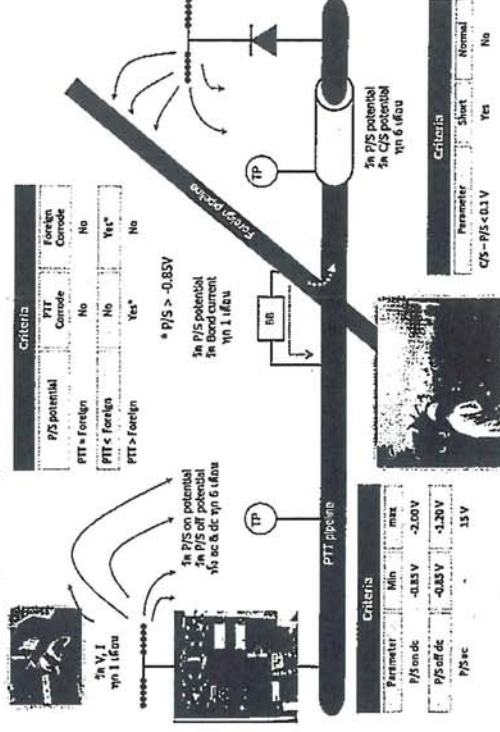 Criteria
P/S potential
PTT Corrode
Foreign Corrode
PTT = Foreign
No
No
PTT < Foreign
No
Yes*
PTT > Foreign
Yes*
No
* P/S > -0.85V
วัด V, I
ทุก 1 เดือน
วัด P/S on potential
วัด P/S off potential
ทั้ง ac & dc ทุก 6 เดือน
TP
PTT pipeline
วัด P/S potential
วัด Bond current
ทุก 1 เดือน
BB
Foreign pipeline
TP
วัด P/S potential
วัด C/S potential
ทุก 6 เดือน
Criteria
Parameter
Min
max
P/S on dc
-0.85 V
-2.00 V
P/S off dc
-0.85 V
-1.20 V
P/S ac
-
15 V
Criteria
Parameter
Short
Normal
C/S – P/S < 0.1 V
Yes
No